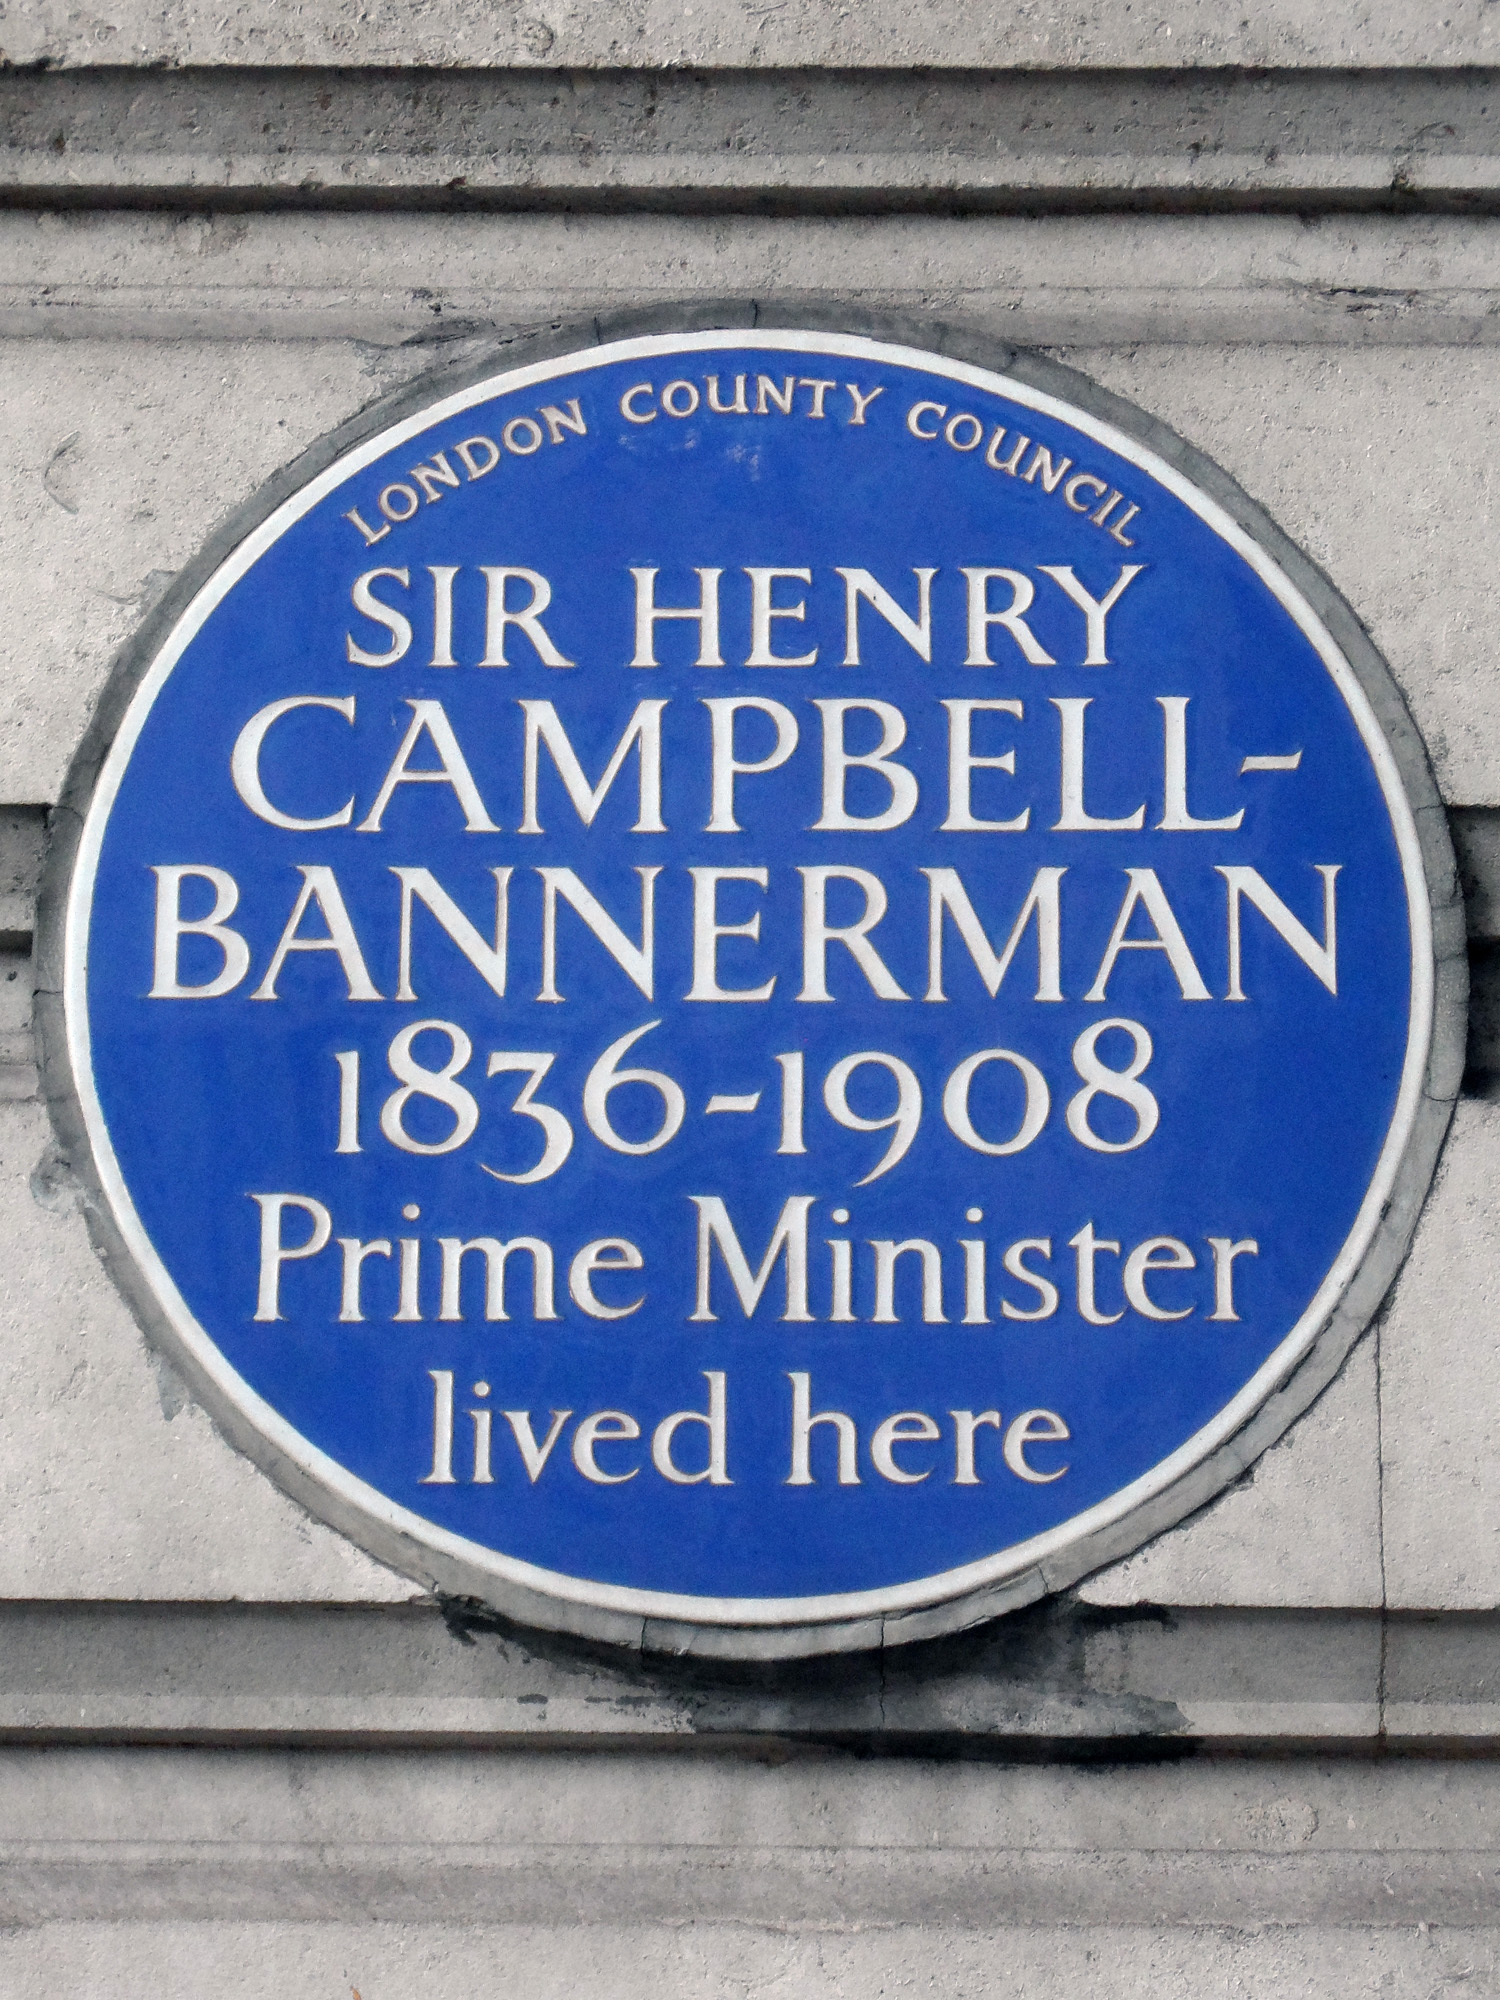 LONDON COUNTY COUNCIL
SIR HENRY
CAMPBELL-
BANNERMAN
1836-1908
Prime Minister
lived here